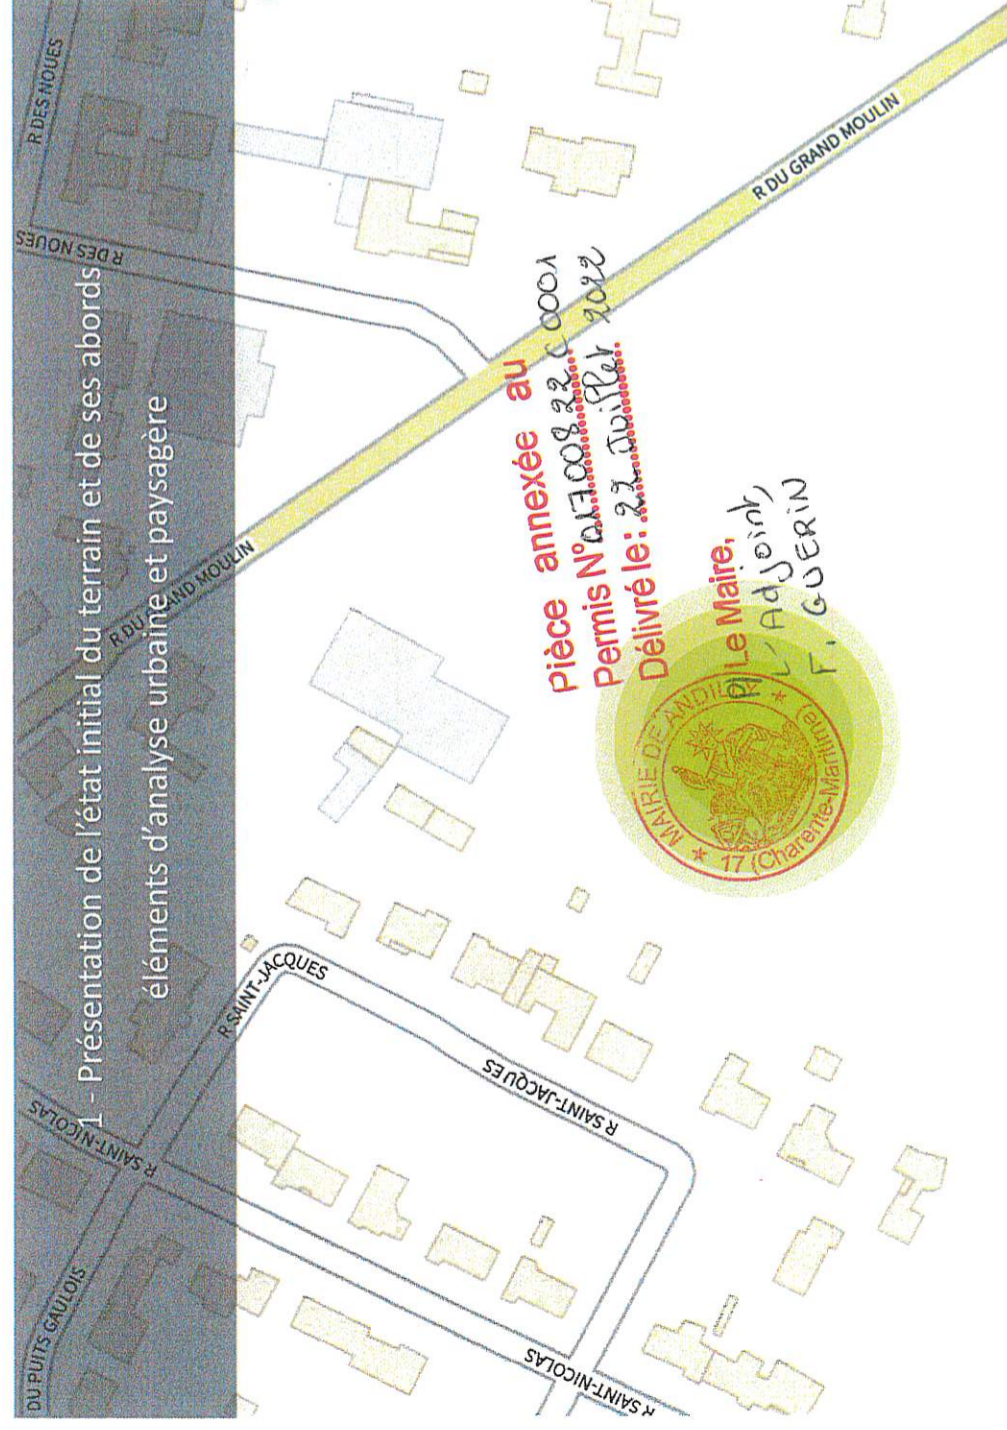 1 - Présentation de l'état initial du terrain et de ses abords
éléments d'analyse urbaine et paysagère
DU PUITS GAULOIS
R SAINT-NICOLAS
R SAINT-NICOLAS
R SAINT-JACQUES
R SAINT-JACQUES
R DU GRAND MOULIN
R DES NOUES
R DES NOUES
R DU GRAND MOULIN
Pièce annexée au
Permis N° 01700822 C0001
Délivré le: 22 Juillet 2022
P/Le Maire,
L'Adjoint,
F. GUERIN
MAIRIE DE ANDILLY
* 17 (Charente-Maritime) *